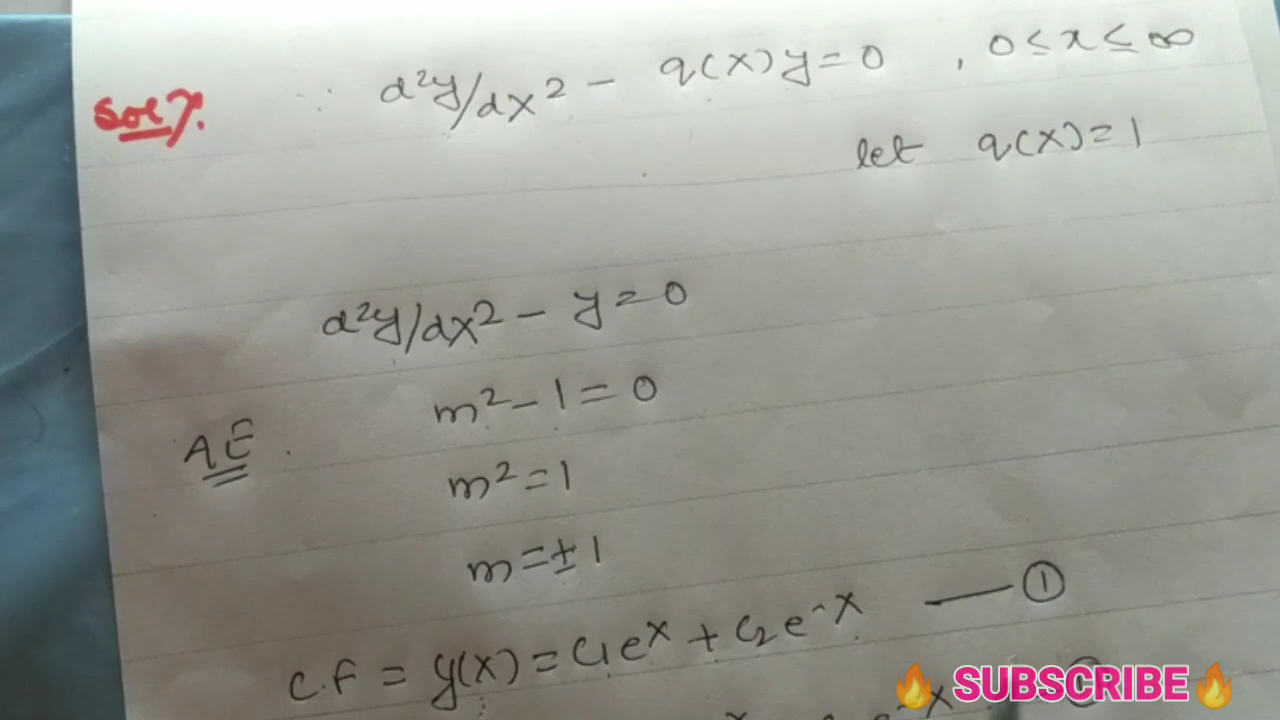 Sol/. ∵ d²y/dx² - q(x)y=0 , 0≤x≤∞
let q(x)=1
d²y/dx² - y=0
AE. m²-1=0
m²=1
m=±1
C.F = y(x)=c₁eˣ + c₂e⁻ˣ —①
🔥 SUBSCRIBE🔥